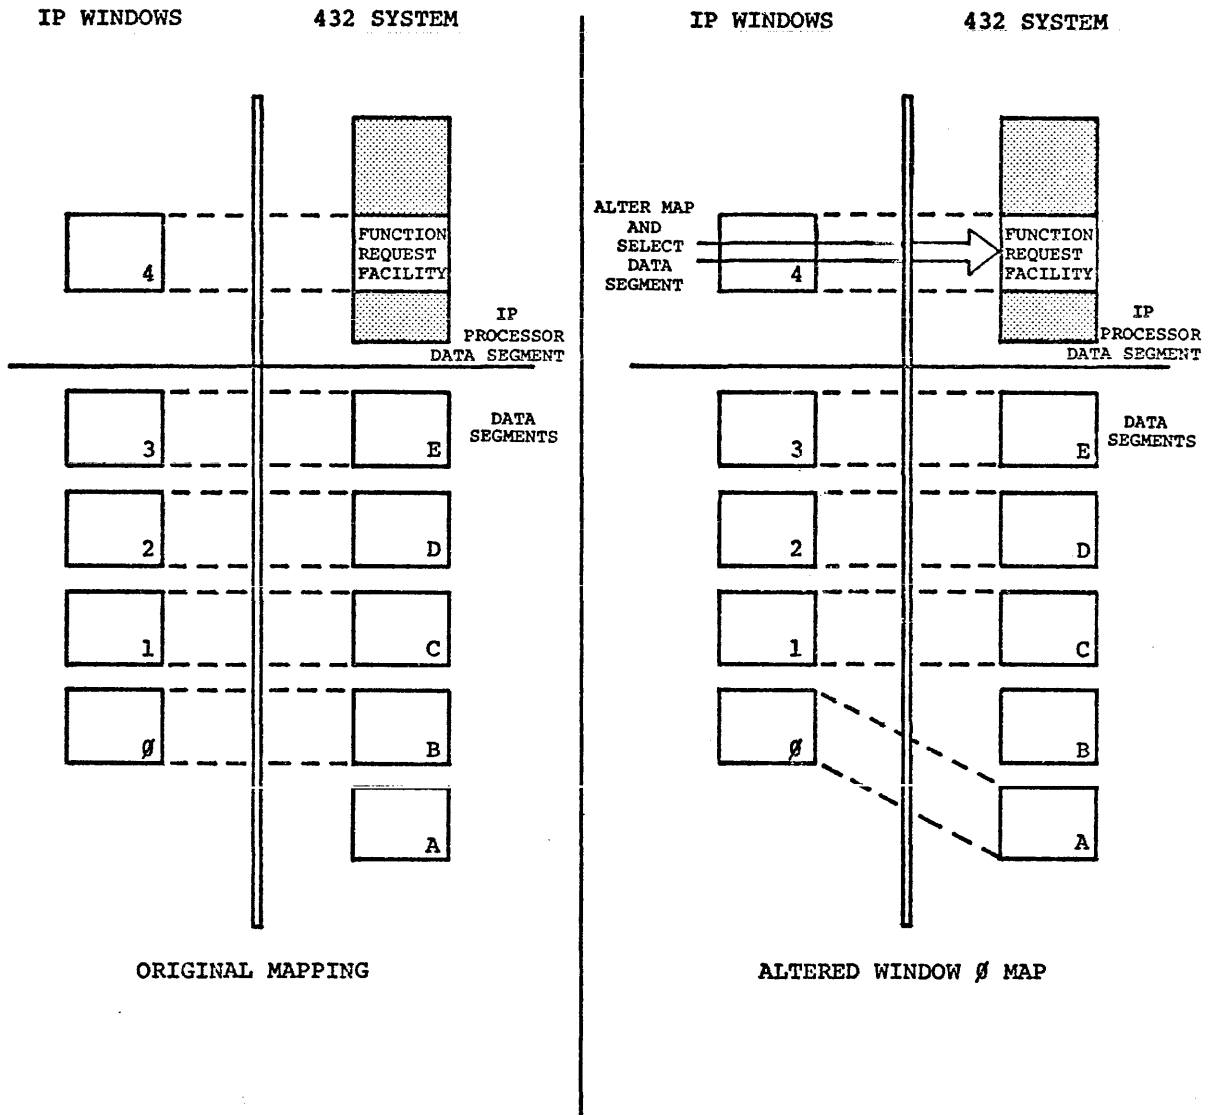 IP WINDOWS 432 SYSTEM
FUNCTION
REQUEST
FACILITY
4
IP
PROCESSOR
DATA SEGMENT
3
E
DATA
SEGMENTS
2
D
1
C
Ø
B
A
ORIGINAL MAPPING
IP WINDOWS 432 SYSTEM
ALTER MAP
AND
SELECT
DATA
SEGMENT
4
FUNCTION
REQUEST
FACILITY
IP
PROCESSOR
DATA SEGMENT
3
E
DATA
SEGMENTS
2
D
1
C
Ø
B
A
ALTERED WINDOW Ø MAP